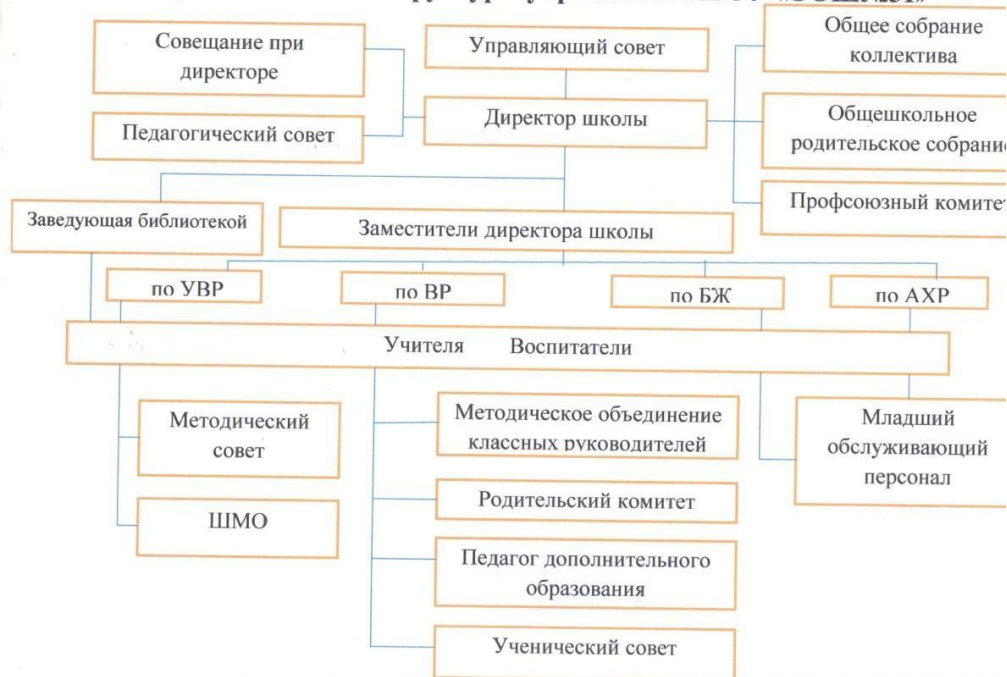 Совещание при
директоре
Педагогический совет
Управляющий совет
Директор школы
Общее собрание
коллектива
Общешкольное
родительское собрание
Профсоюзный комитет
Заведующая библиотекой
Заместители директора школы
по УВР
по ВР
по БЖ
по АХР
Учителя Воспитатели
Методический
совет
ШМО
Методическое объединение
классных руководителей
Родительский комитет
Педагог дополнительного
образования
Ученический совет
Младший
обслуживающий
персонал